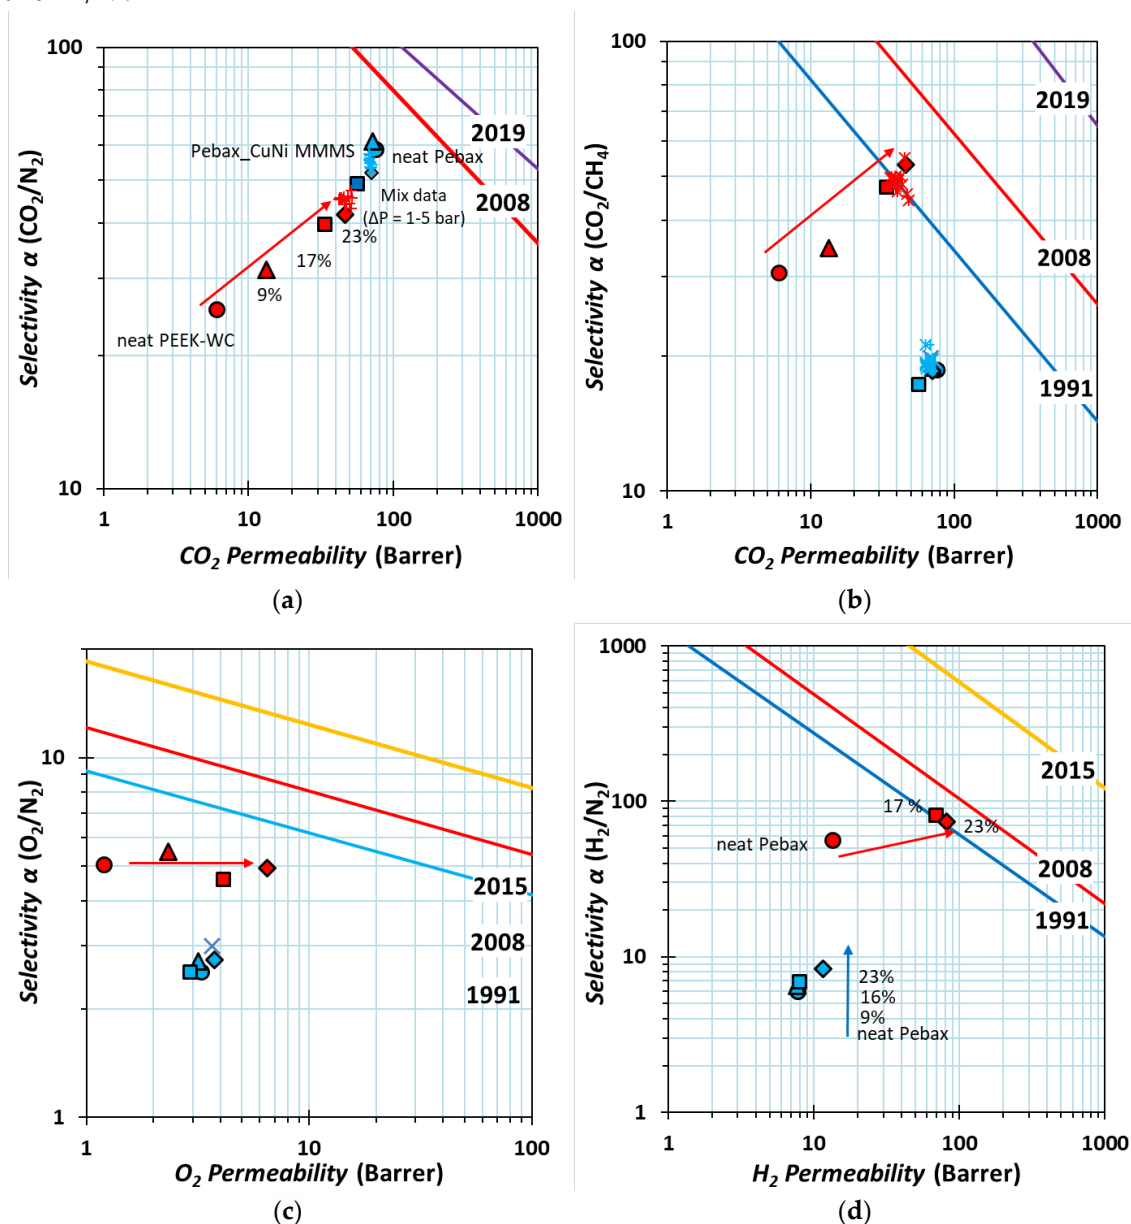 100
10
1
10
100
1000
Selectivity α (CO2/N2)
CO2 Permeability (Barrer)
2019
2008
Pebax_CuNi MMMS
neat Pebax
Mix data
(ΔP = 1-5 bar)
23%
17%
9%
neat PEEK-WC
(a)
100
10
1
10
100
1000
Selectivity α (CO2/CH4)
CO2 Permeability (Barrer)
2019
2008
1991
(b)
10
1
1
10
100
Selectivity α (O2/N2)
O2 Permeability (Barrer)
2015
2008
1991
(c)
1000
100
10
1
1
10
100
1000
Selectivity α (H2/N2)
H2 Permeability (Barrer)
2015
2008
1991
17 %
23%
neat Pebax
23%
16%
9%
neat Pebax
(d)